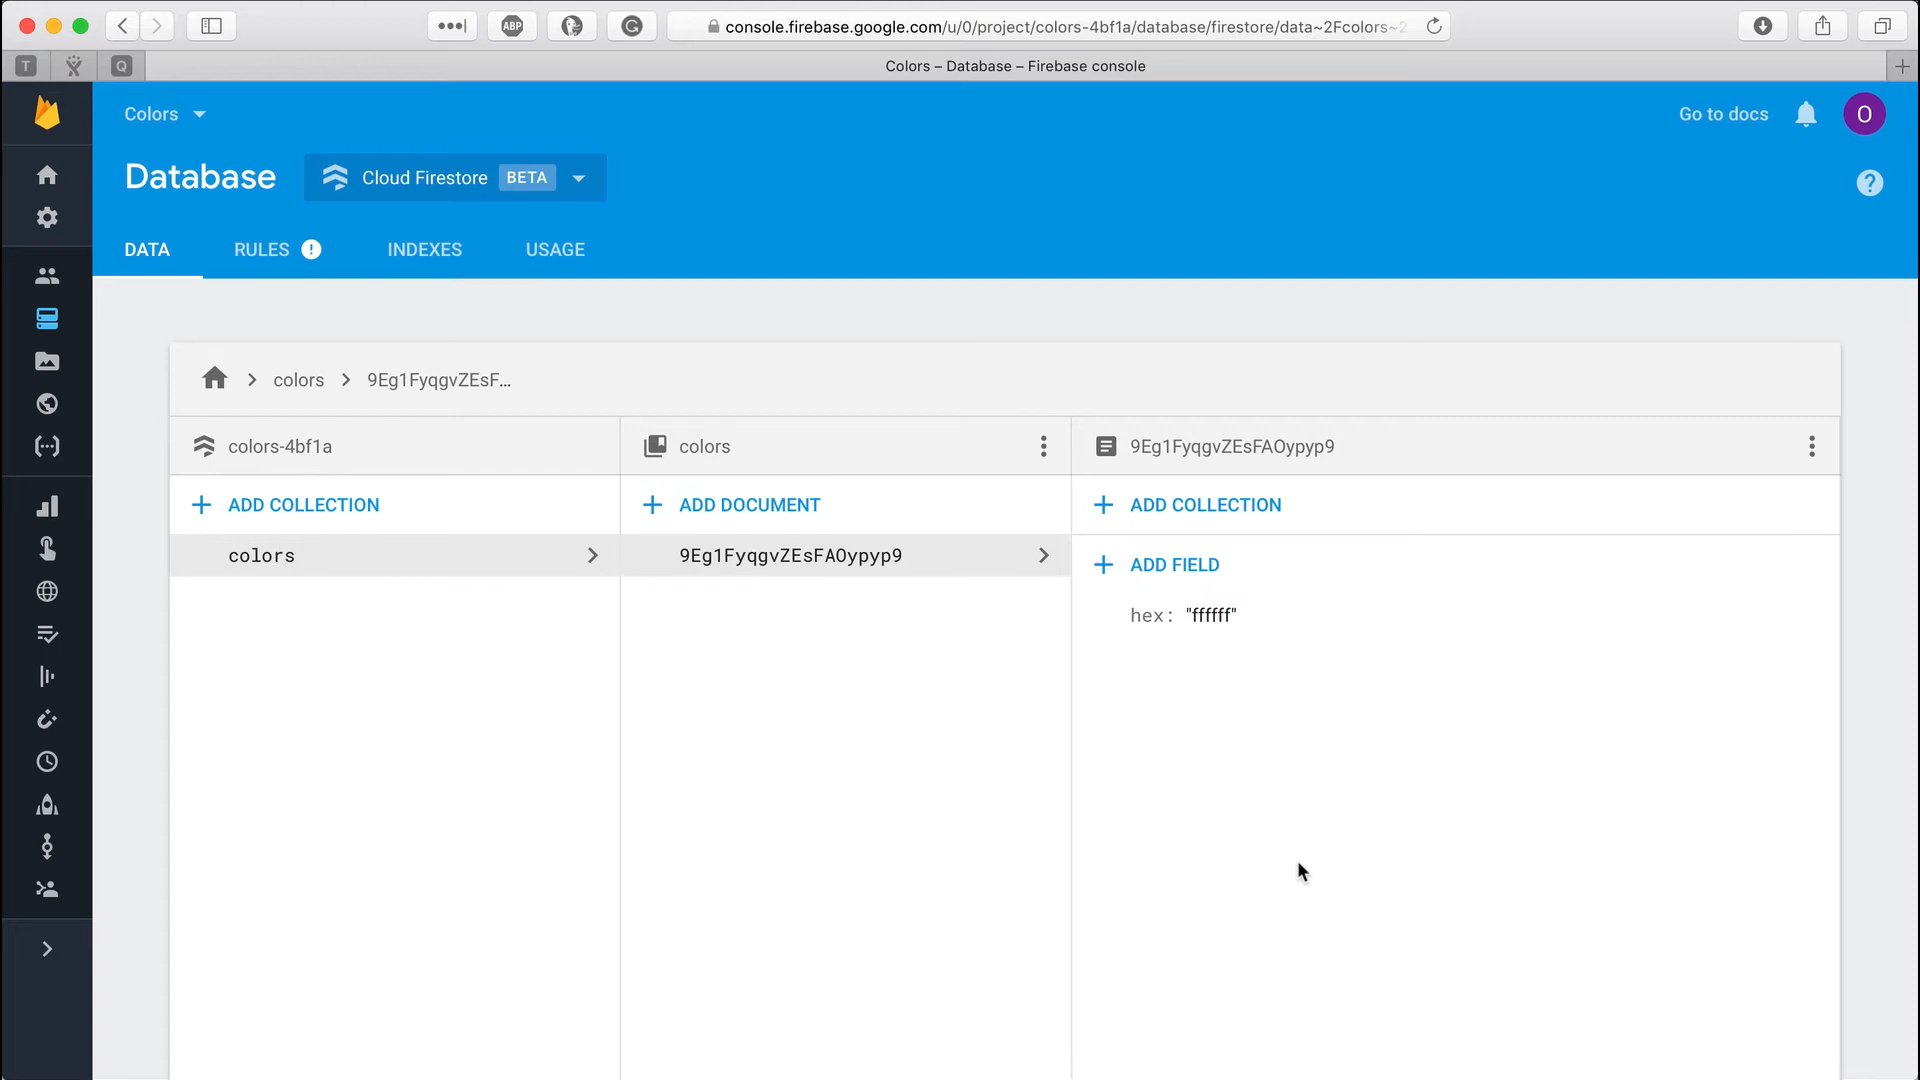 ABP
console.firebase.google.com/u/0/project/colors-4bf1a/database/firestore/data~2Fcolors~2
T
Q
Colors – Database – Firebase console
Colors
Go to docs
O
Database
Cloud Firestore BETA
?
DATA
RULES !
INDEXES
USAGE
colors
9Eg1FyqgvZEsF...
colors-4bf1a
colors
9Eg1FyqgvZEsFAOypyp9
+ ADD COLLECTION
+ ADD DOCUMENT
+ ADD COLLECTION
colors
9Eg1FyqgvZEsFAOypyp9
+ ADD FIELD
hex: "ffffff"